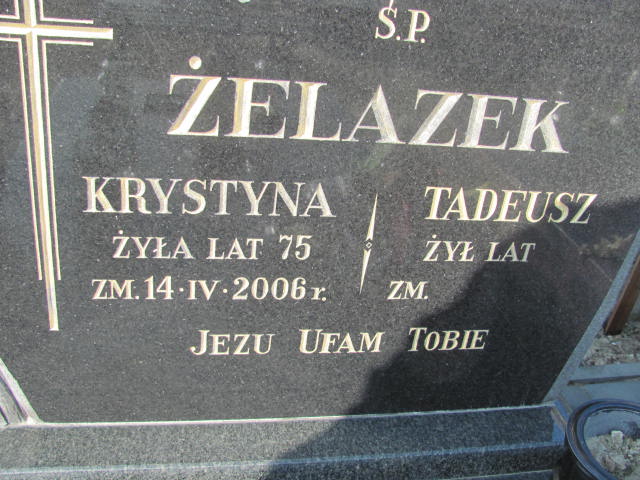 Ś.P.
ŻELAZEK
KRYSTYNA
ŻYŁA LAT 75
ZM. 14·IV·2006 r.
TADEUSZ
ŻYŁ LAT
ZM.
JEZU UFAM TOBIE